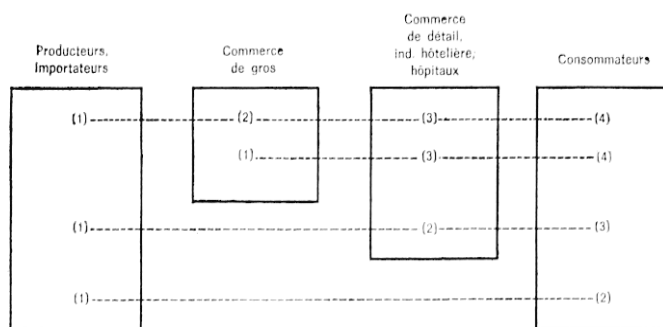 Producteurs,
Importateurs
Commerce
de gros
Commerce
de détail,
ind. hôtelière,
hôpitaux
Consommateurs
(1) (2) (3) (4)
(1) (3) (4)
(1) (2) (3)
(1) (2)